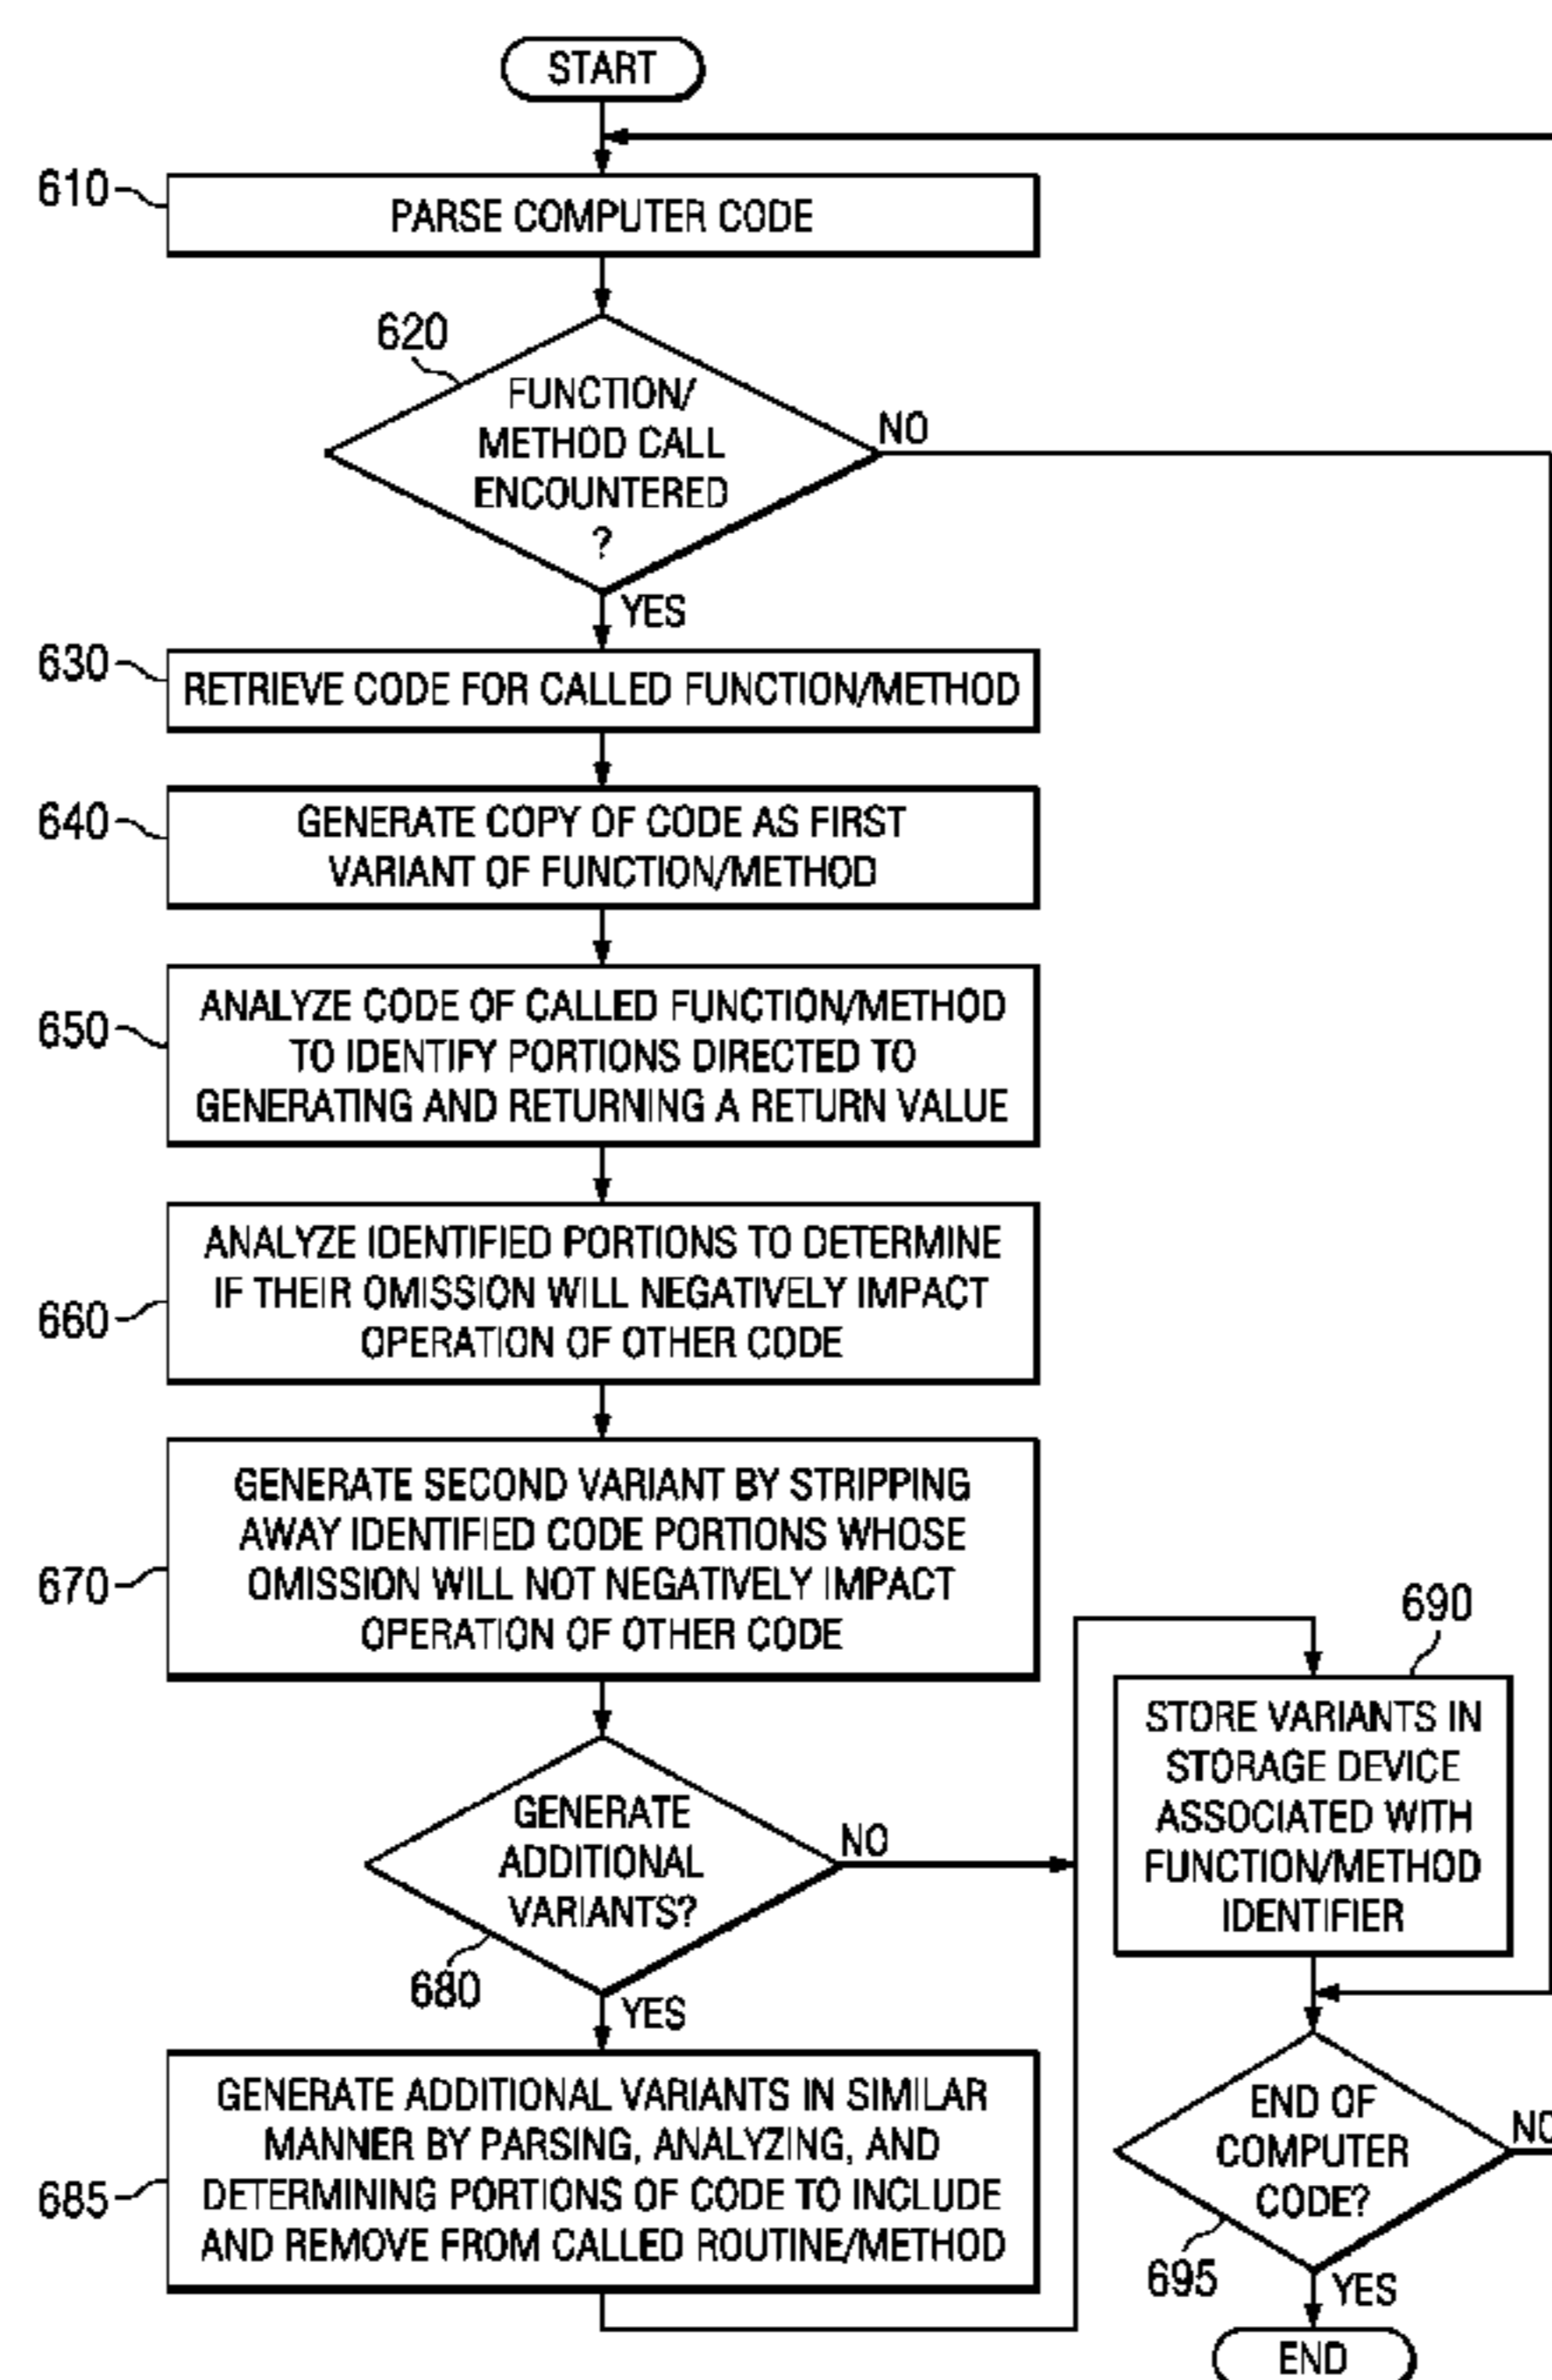 START
610
PARSE COMPUTER CODE
620
FUNCTION/
METHOD CALL
ENCOUNTERED
?
NO
YES
630
RETRIEVE CODE FOR CALLED FUNCTION/METHOD
640
GENERATE COPY OF CODE AS FIRST
VARIANT OF FUNCTION/METHOD
650
ANALYZE CODE OF CALLED FUNCTION/METHOD
TO IDENTIFY PORTIONS DIRECTED TO
GENERATING AND RETURNING A RETURN VALUE
660
ANALYZE IDENTIFIED PORTIONS TO DETERMINE
IF THEIR OMISSION WILL NEGATIVELY IMPACT
OPERATION OF OTHER CODE
670
GENERATE SECOND VARIANT BY STRIPPING
AWAY IDENTIFIED CODE PORTIONS WHOSE
OMISSION WILL NOT NEGATIVELY IMPACT
OPERATION OF OTHER CODE
GENERATE
ADDITIONAL
VARIANTS?
NO
680
YES
685
GENERATE ADDITIONAL VARIANTS IN SIMILAR
MANNER BY PARSING, ANALYZING, AND
DETERMINING PORTIONS OF CODE TO INCLUDE
AND REMOVE FROM CALLED ROUTINE/METHOD
690
STORE VARIANTS IN
STORAGE DEVICE
ASSOCIATED WITH
FUNCTION/METHOD
IDENTIFIER
END OF
COMPUTER
CODE?
NO
695
YES
END